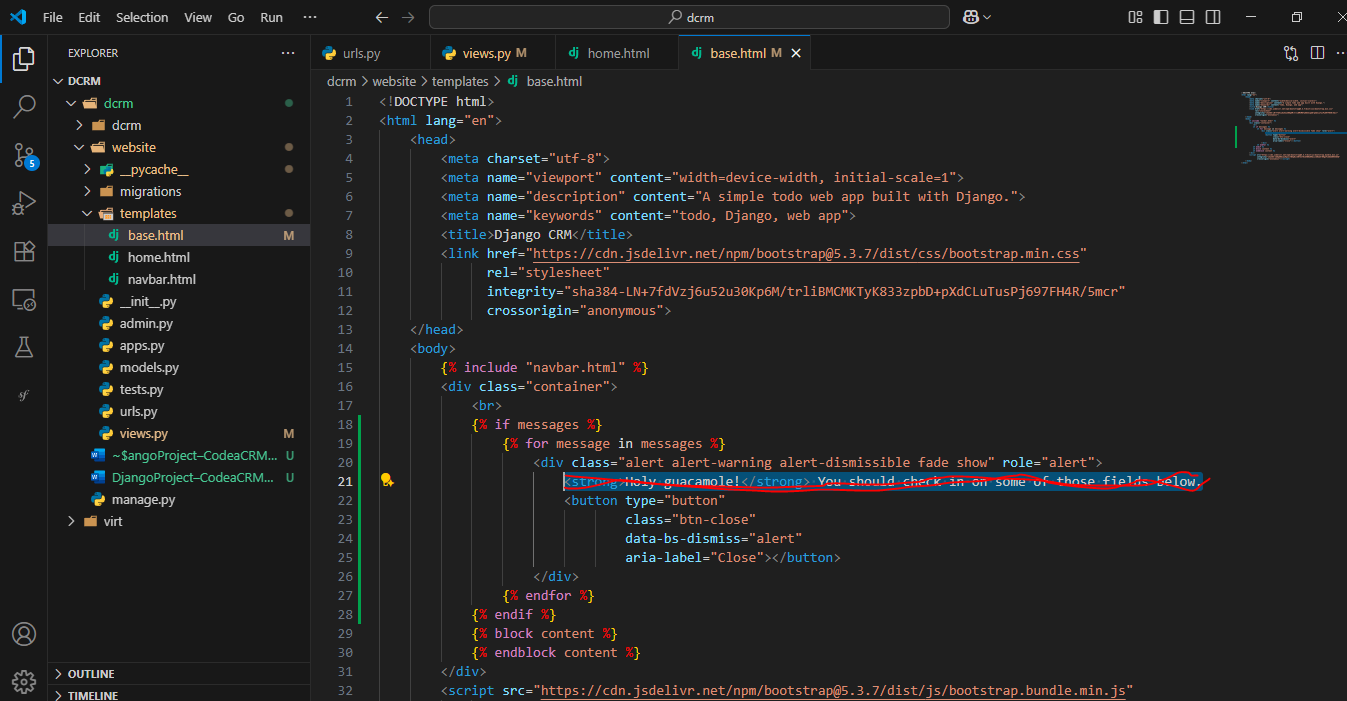 File Edit Selection View Go Run ···
dcrm
EXPLORER ···
DCRM
dcrm
dcrm
website
__pycache__
migrations
templates
base.html M
home.html
navbar.html
__init__.py
admin.py
apps.py
models.py
tests.py
urls.py
views.py M
~$angoProject–CodeaCRM... U
DjangoProject–CodeaCRM... U
manage.py
virt
OUTLINE
TIMELINE
5
urls.py views.py M home.html base.html M
dcrm > website > templates > base.html
1 <!DOCTYPE html>
2 <html lang="en">
3 <head>
4 <meta charset="utf-8">
5 <meta name="viewport" content="width=device-width, initial-scale=1">
6 <meta name="description" content="A simple todo web app built with Django.">
7 <meta name="keywords" content="todo, Django, web app">
8 <title>Django CRM</title>
9 <link href="https://cdn.jsdelivr.net/npm/bootstrap@5.3.7/dist/css/bootstrap.min.css"
10 rel="stylesheet"
11 integrity="sha384-LN+7fdVzj6u52u30Kp6M/trliBMCMKTyK833zpbD+pXdCLuTusPj697FH4R/5mcr"
12 crossorigin="anonymous">
13 </head>
14 <body>
15 {% include "navbar.html" %}
16 <div class="container">
17 <br>
18 {% if messages %}
19 {% for message in messages %}
20 <div class="alert alert-warning alert-dismissible fade show" role="alert">
21 <strong>Holy guacamole!</strong> You should check in on some of those fields below.
22 <button type="button"
23 class="btn-close"
24 data-bs-dismiss="alert"
25 aria-label="Close"></button>
26 </div>
27 {% endfor %}
28 {% endif %}
29 {% block content %}
30 {% endblock content %}
31 </div>
32 <script src="https://cdn.jsdelivr.net/npm/bootstrap@5.3.7/dist/js/bootstrap.bundle.min.js"